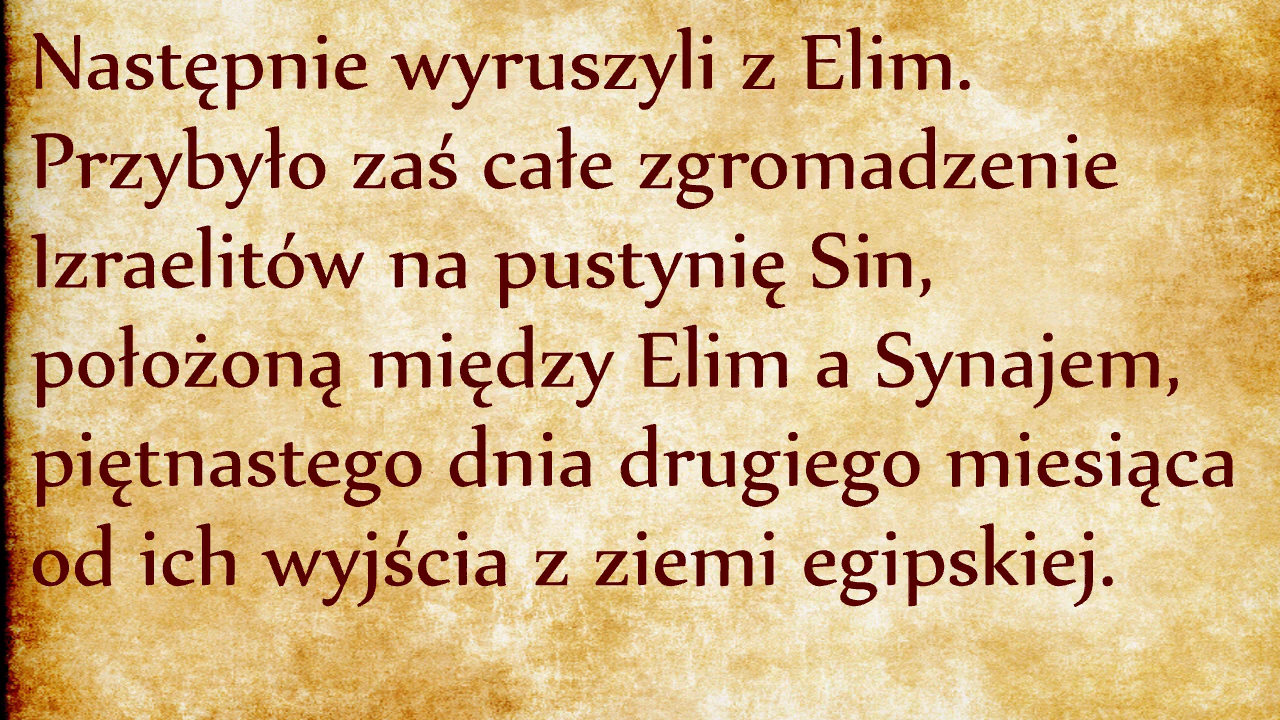 Następnie wyruszyli z Elim.
Przybyło zaś całe zgromadzenie
Izraelitów na pustynię Sin,
położoną między Elim a Synajem,
piętnastego dnia drugiego miesiąca
od ich wyjścia z ziemi egipskiej.